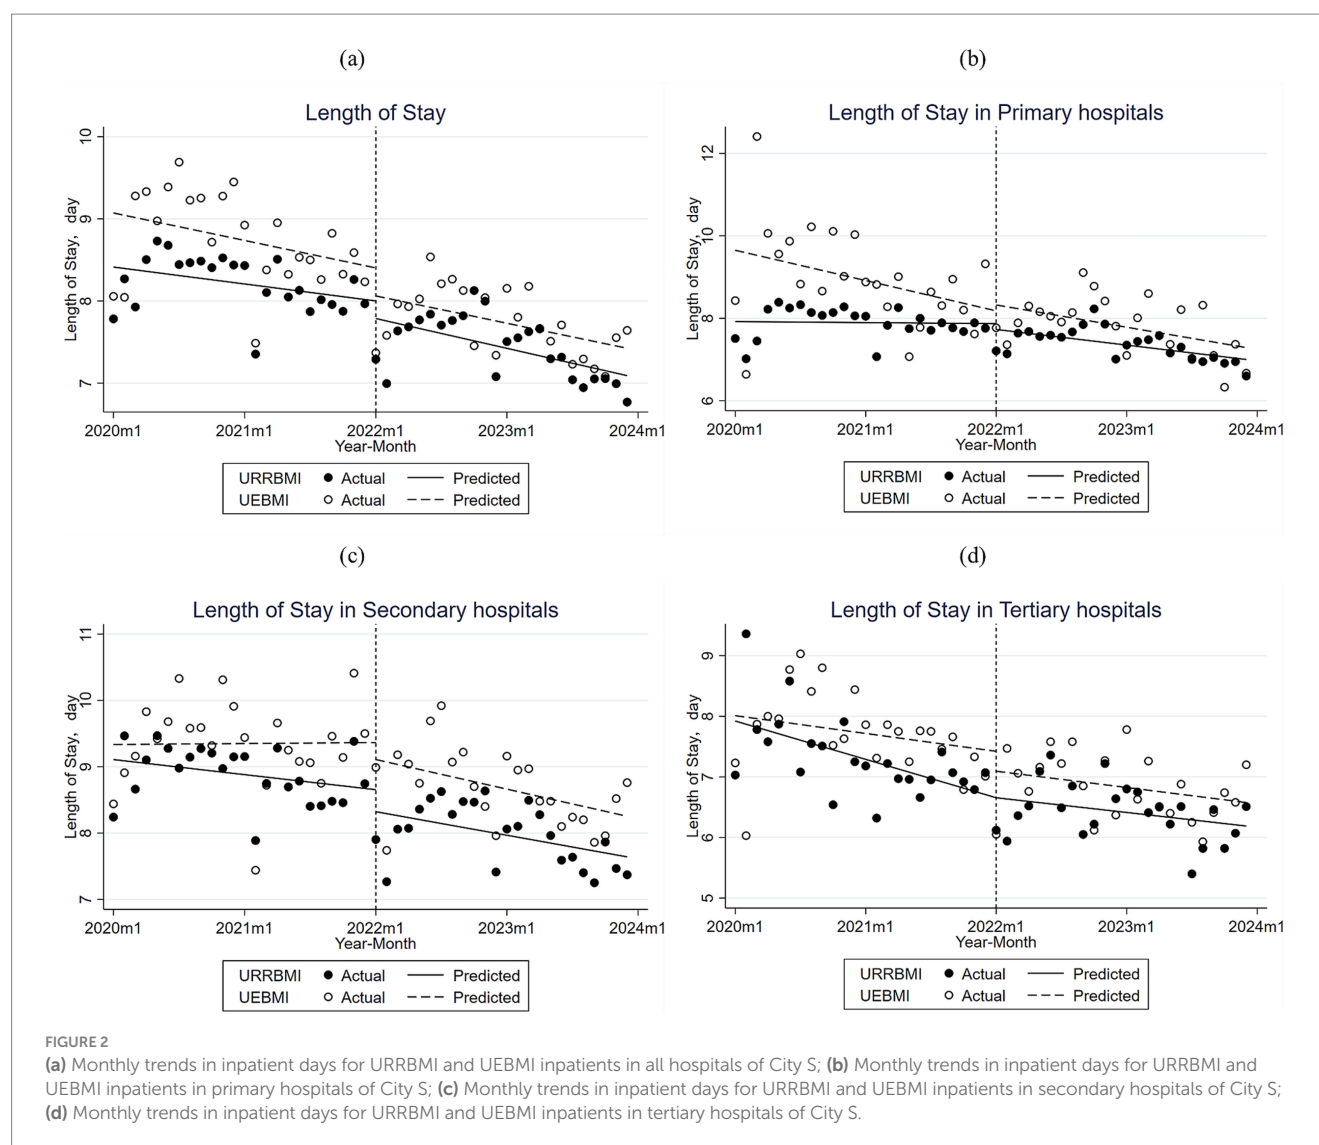 (a)
Length of Stay
Length of Stay, day
10
9
8
7
2020m1 2021m1 2022m1 2023m1 2024m1
Year-Month
URRBMI Actual Predicted
UEBMI Actual Predicted
(b)
Length of Stay in Primary hospitals
Length of Stay, day
12
10
8
6
2020m1 2021m1 2022m1 2023m1 2024m1
Year-Month
URRBMI Actual Predicted
UEBMI Actual Predicted
(c)
Length of Stay in Secondary hospitals
Length of Stay, day
11
10
9
8
7
2020m1 2021m1 2022m1 2023m1 2024m1
Year-Month
URRBMI Actual Predicted
UEBMI Actual Predicted
(d)
Length of Stay in Tertiary hospitals
Length of Stay, day
9
8
7
6
5
2020m1 2021m1 2022m1 2023m1 2024m1
Year-Month
URRBMI Actual Predicted
UEBMI Actual Predicted
FIGURE 2
(a) Monthly trends in inpatient days for URRBMI and UEBMI inpatients in all hospitals of City S; (b) Monthly trends in inpatient days for URRBMI and
UEBMI inpatients in primary hospitals of City S; (c) Monthly trends in inpatient days for URRBMI and UEBMI inpatients in secondary hospitals of City S;
(d) Monthly trends in inpatient days for URRBMI and UEBMI inpatients in tertiary hospitals of City S.